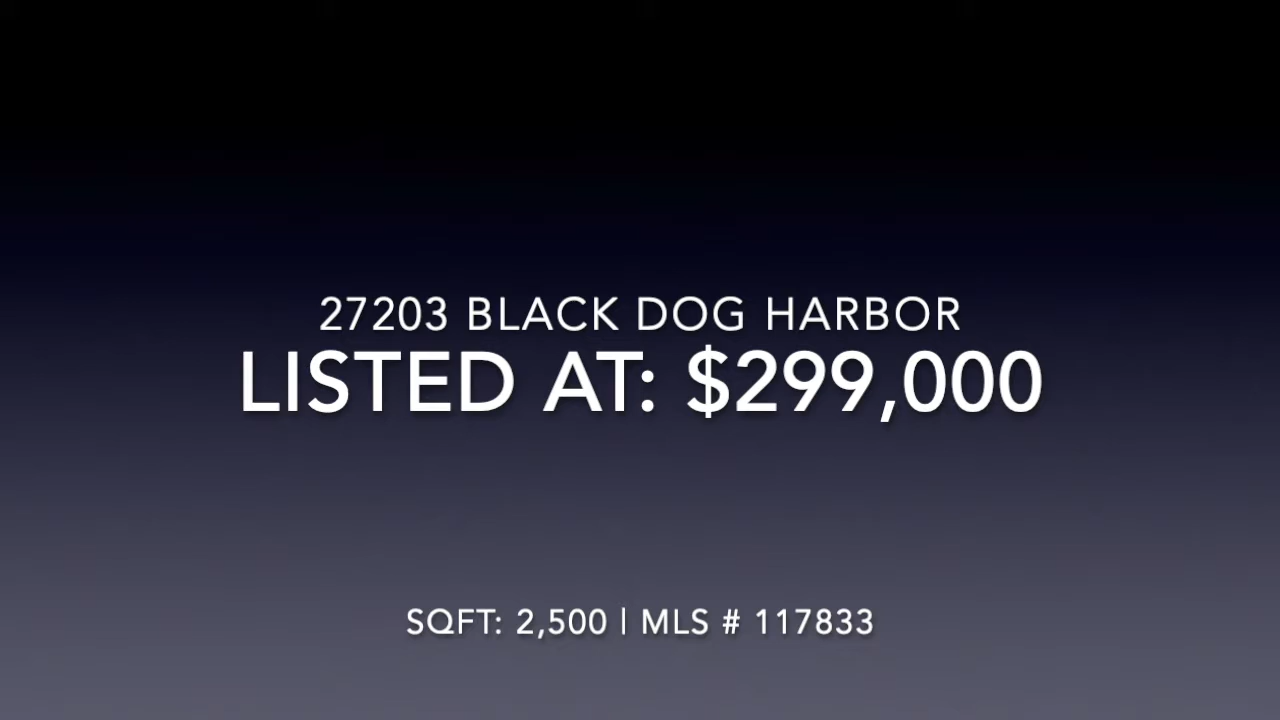 27203 BLACK DOG HARBOR
LISTED AT: $299,000
SQFT: 2,500 | MLS # 117833